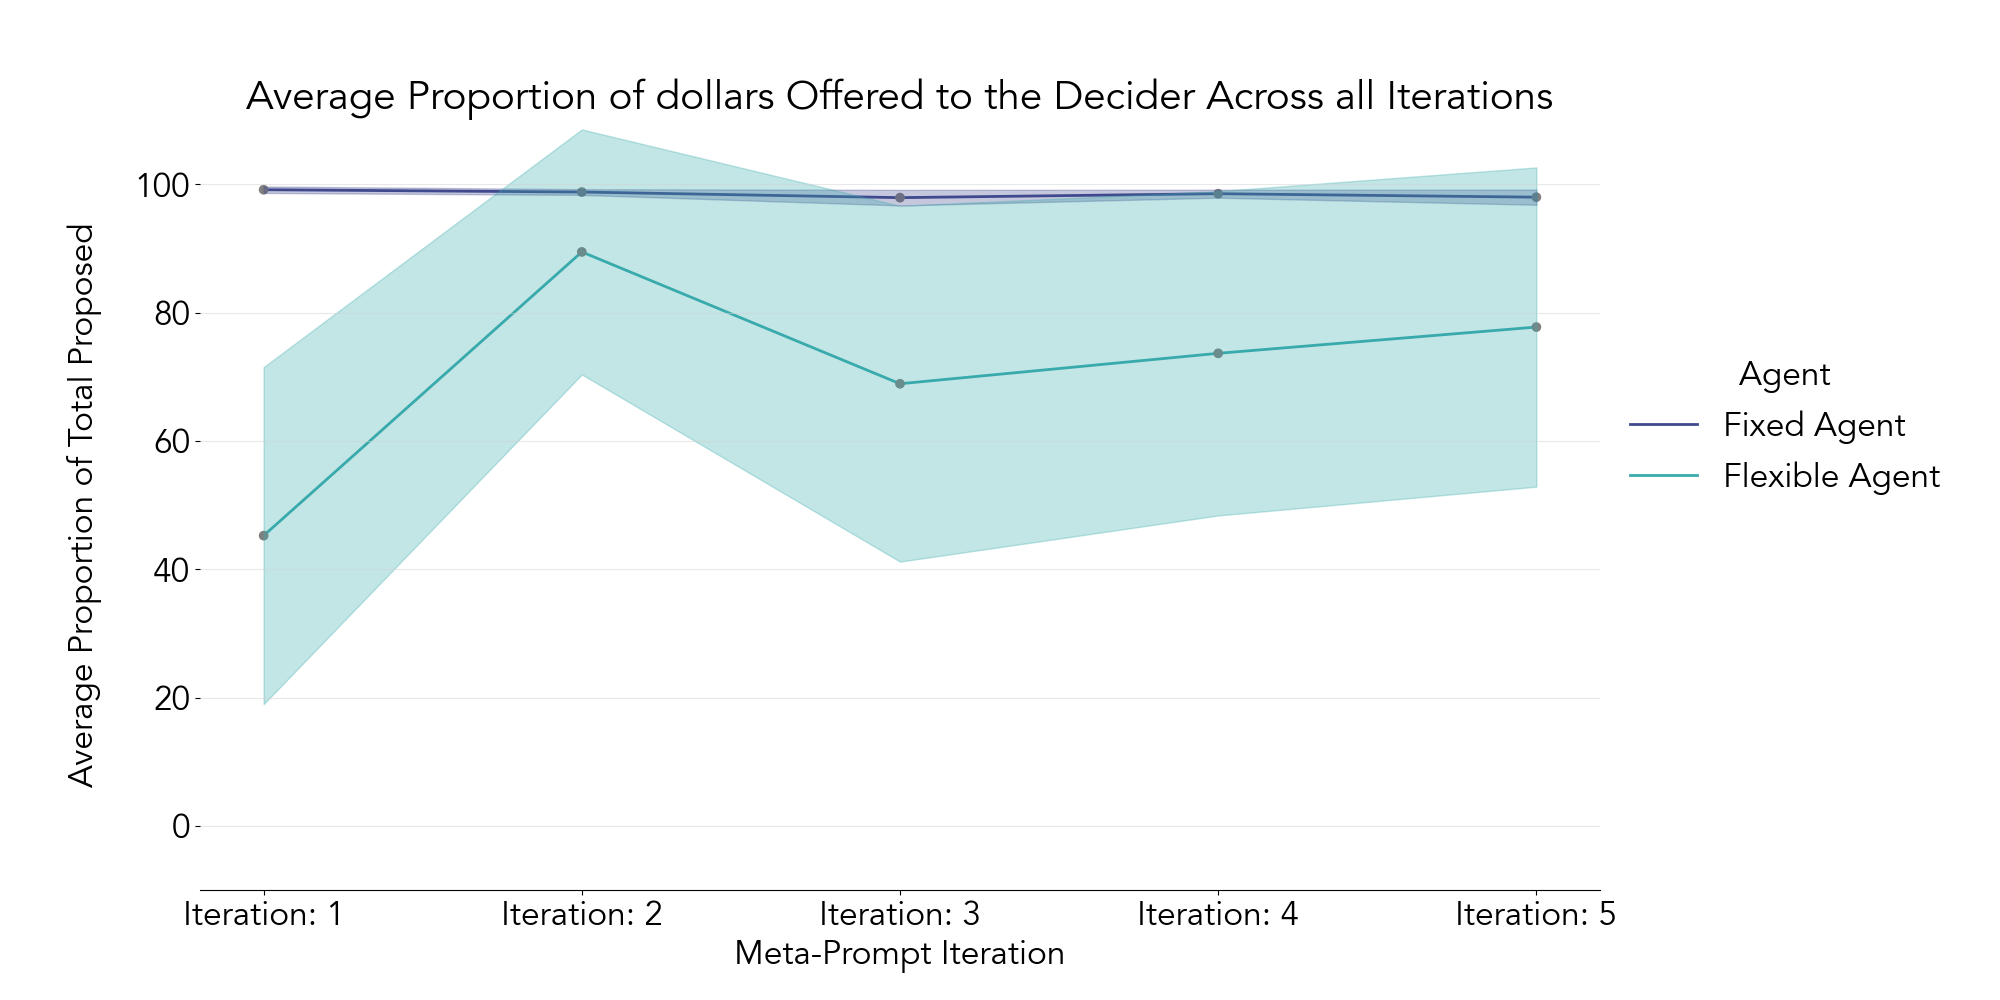 Average Proportion of dollars Offered to the Decider Across all Iterations
Average Proportion of Total Proposed
100
80
60
40
20
0
Iteration: 1
Iteration: 2
Iteration: 3
Iteration: 4
Iteration: 5
Meta-Prompt Iteration
Agent
Fixed Agent
Flexible Agent